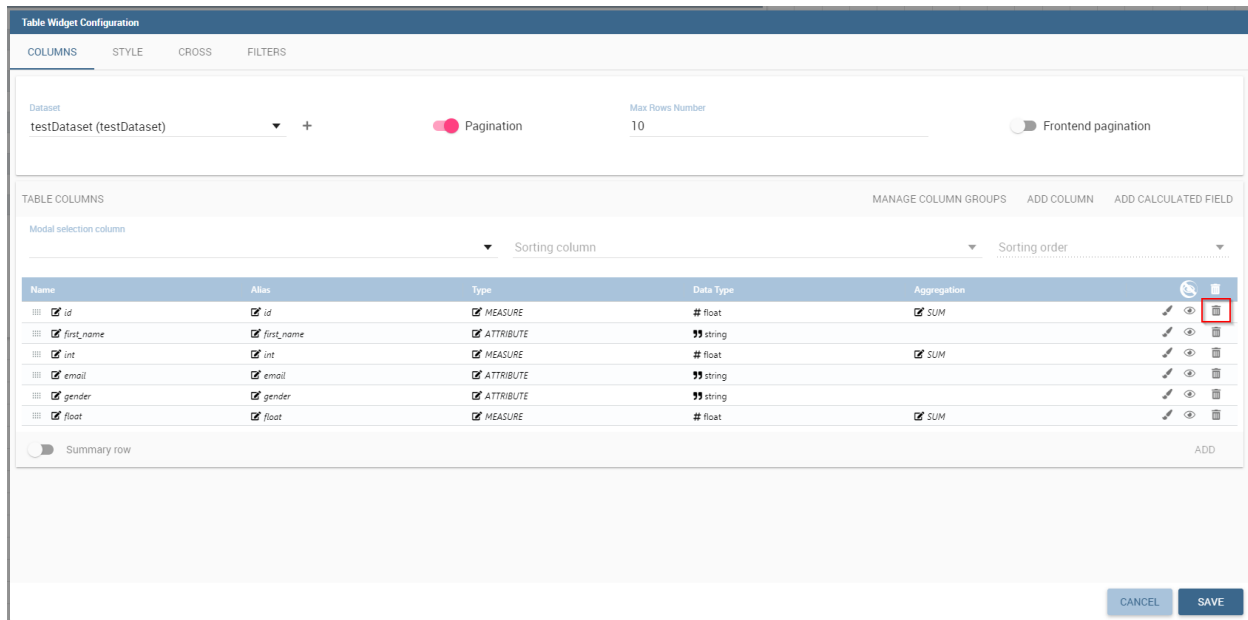 Table Widget Configuration
COLUMNS STYLE CROSS FILTERS
Dataset Max Rows Number
testDataset (testDataset) + Pagination 10 Frontend pagination
TABLE COLUMNS MANAGE COLUMN GROUPS ADD COLUMN ADD CALCULATED FIELD
Modal selection column
Sorting column Sorting order
Name Alias Type Data Type Aggregation
id id MEASURE # float SUM
first_name first_name ATTRIBUTE string
int int MEASURE # float SUM
email email ATTRIBUTE string
gender gender ATTRIBUTE string
float float MEASURE # float SUM
Summary row ADD
CANCEL SAVE